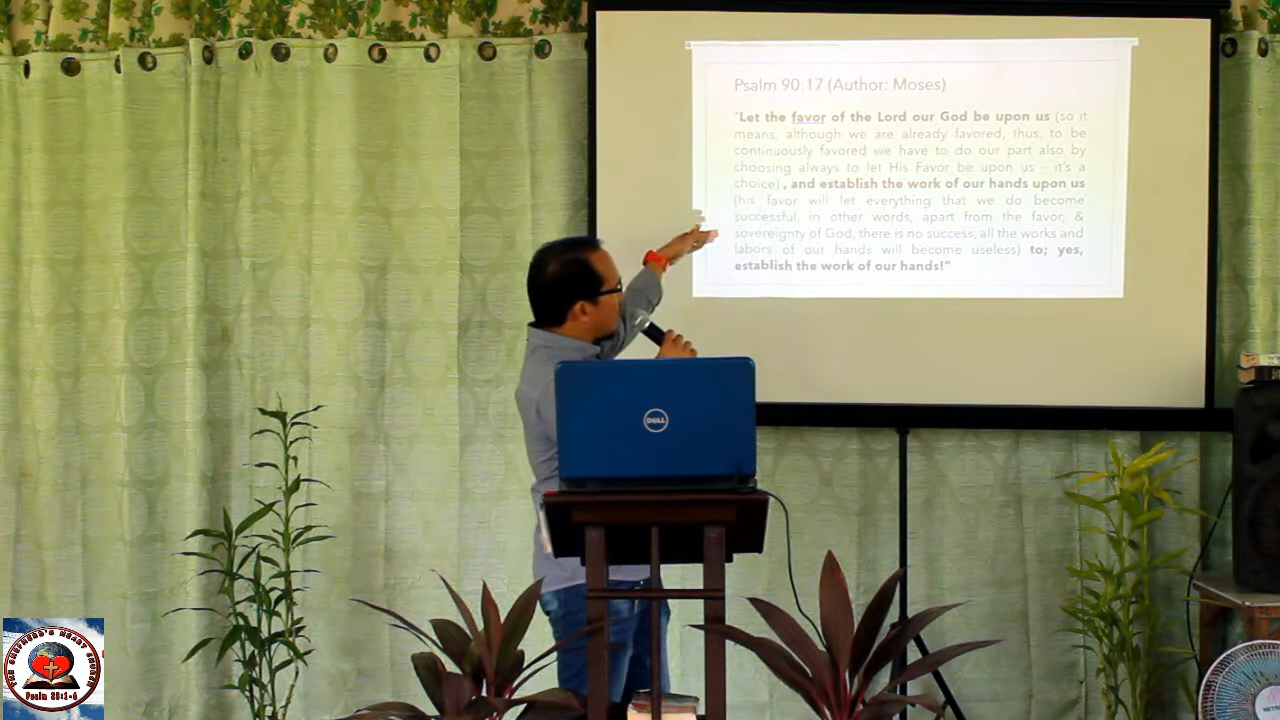 Psalm 90:17 (Author: Moses)
"Let the favor of the Lord our God be upon us (so it
means, although we are already favored, thus, to be
continuously favored we have to do our part also by
choosing always to let His Favor be upon us - it's a
choice) , and establish the work of our hands upon us
(his favor will let everything that we do become
successful, in other words, apart from the favor, &
sovereignty of God, there is no success, all the works and
labors of our hands will become useless) to; yes,
establish the work of our hands!"
DELL
THE SHEPHERD'S HEART CHURCH